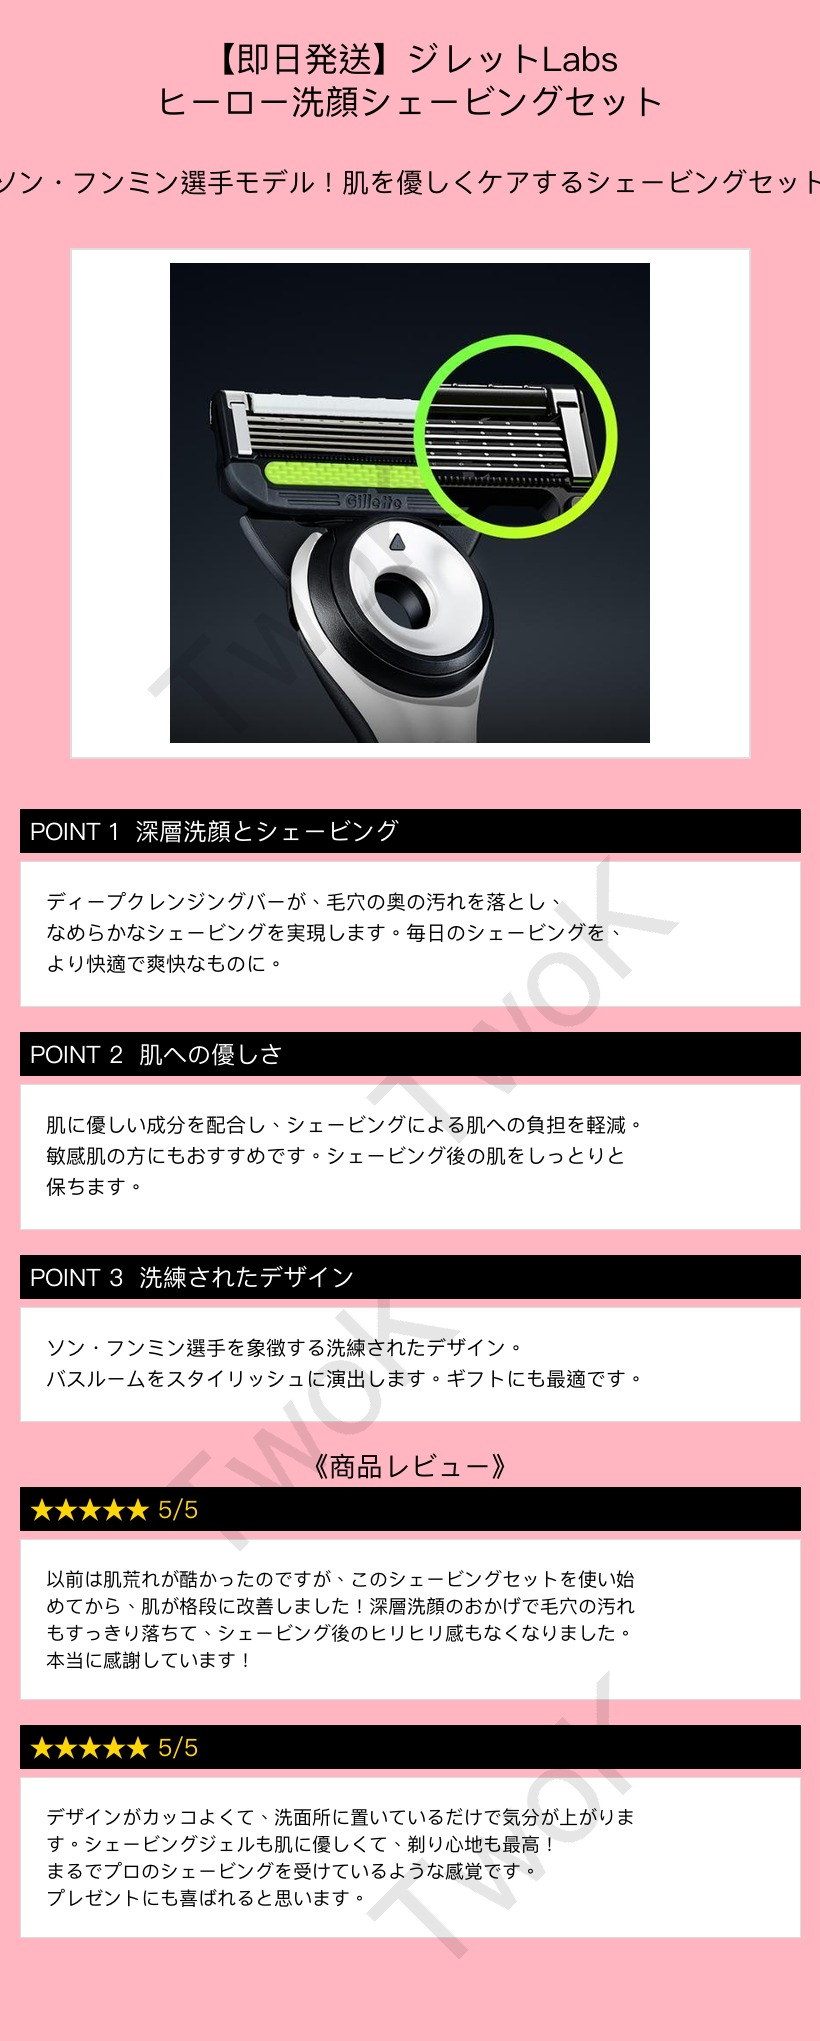 【即日発送】ジレットLabs
ヒーロー洗顔シェービングセット
ソン・フンミン選手モデル！肌を優しくケアするシェービングセット
Gillette
POINT 1 深層洗顔とシェービング
ディープクレンジングバーが、毛穴の奥の汚れを落とし、
なめらかなシェービングを実現します。毎日のシェービングを、
より快適で爽快なものに。
POINT 2 肌への優しさ
肌に優しい成分を配合し、シェービングによる肌への負担を軽減。
敏感肌の方にもおすすめです。シェービング後の肌をしっとりと
保ちます。
POINT 3 洗練されたデザイン
ソン・フンミン選手を象徴する洗練されたデザイン。
バスルームをスタイリッシュに演出します。ギフトにも最適です。
《商品レビュー》
★★★★★ 5/5
以前は肌荒れが酷かったのですが、このシェービングセットを使い始
めてから、肌が格段に改善しました！深層洗顔のおかげで毛穴の汚れ
もすっきり落ちて、シェービング後のヒリヒリ感もなくなりました。
本当に感謝しています！
★★★★★ 5/5
デザインがカッコよくて、洗面所に置いているだけで気分が上がりま
す。シェービングジェルも肌に優しくて、剃り心地も最高！
まるでプロのシェービングを受けているような感覚です。
プレゼントにも喜ばれると思います。
TwoK
TwoK
TwoK
TwoK